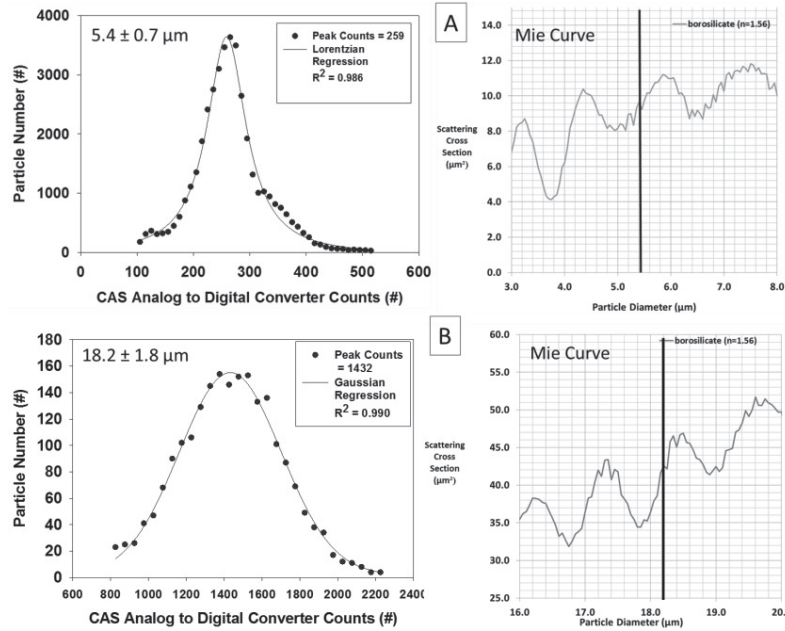 5.4 ± 0.7 µm
Peak Counts = 259
Lorentzian
Regression
R² = 0.986
Particle Number (#)
4000
3000
2000
1000
0
0 100 200 300 400 500 600
CAS Analog to Digital Converter Counts (#)
A
Mie Curve
borosilicate (n=1.56)
Scattering
Cross
Section
(µm²)
14.0
12.0
10.0
8.0
6.0
4.0
2.0
0.0
3.0 4.0 5.0 6.0 7.0 8.0
Particle Diameter (µm)
18.2 ± 1.8 µm
Peak Counts
= 1432
Gaussian
Regression
R² = 0.990
Particle Number (#)
180
160
140
120
100
80
60
40
20
0
600 800 1000 1200 1400 1600 1800 2000 2200 2400
CAS Analog to Digital Converter Counts (#)
B
Mie Curve
borosilicate (n=1.56)
Scattering
Cross
Section
(µm²)
60.0
55.0
50.0
45.0
40.0
35.0
30.0
25.0
16.0 17.0 18.0 19.0 20.
Particle Diameter (µm)